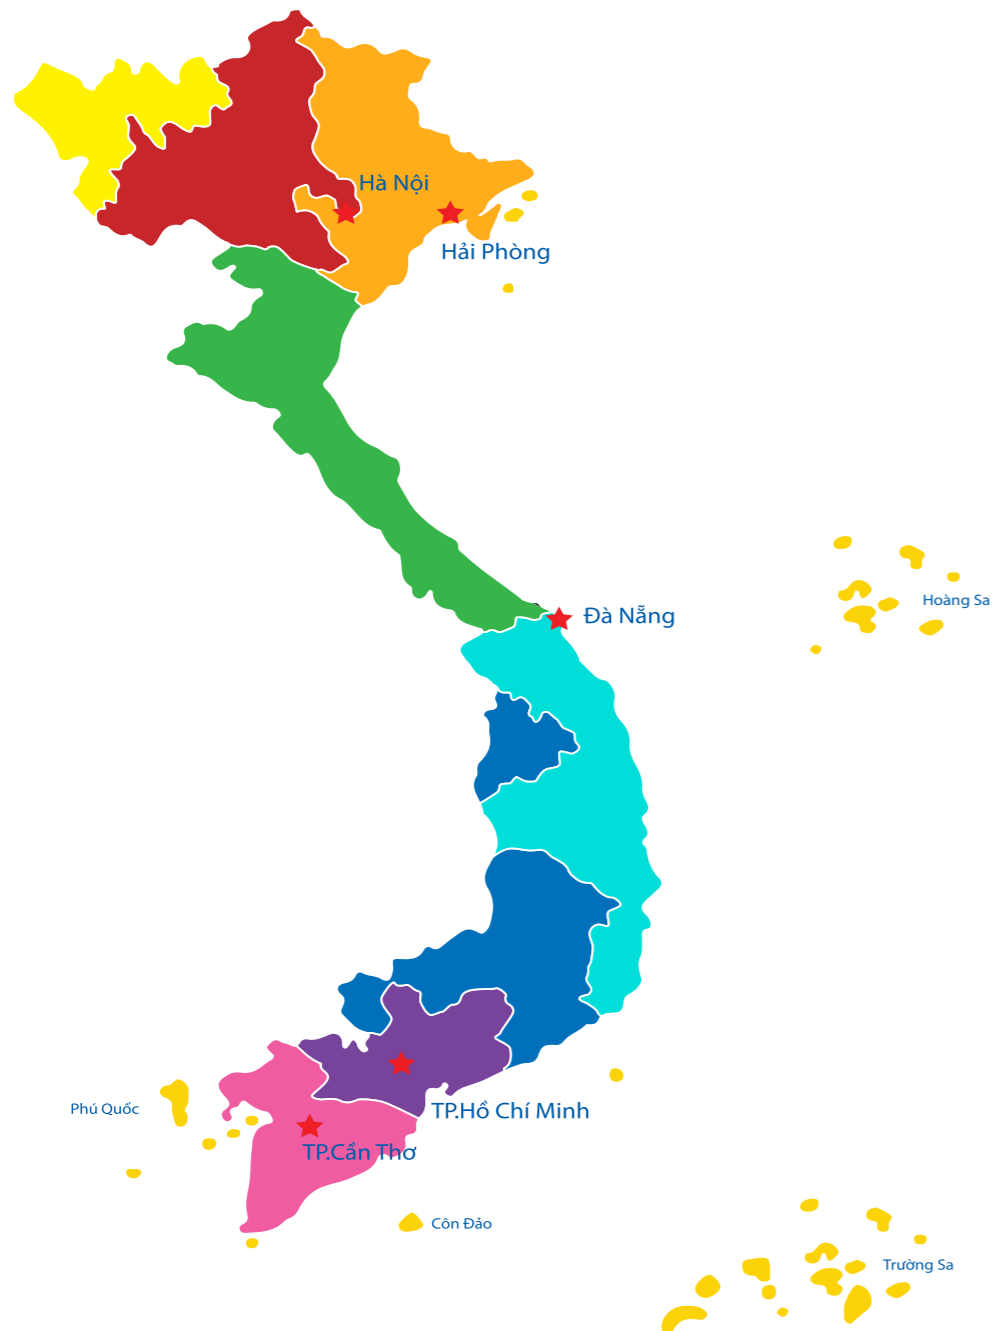 Hà Nội
Hải Phòng
Hoàng Sa
Đà Nẵng
Phú Quốc
TP.Hồ Chí Minh
TP.Cần Thơ
Côn Đảo
Trường Sa